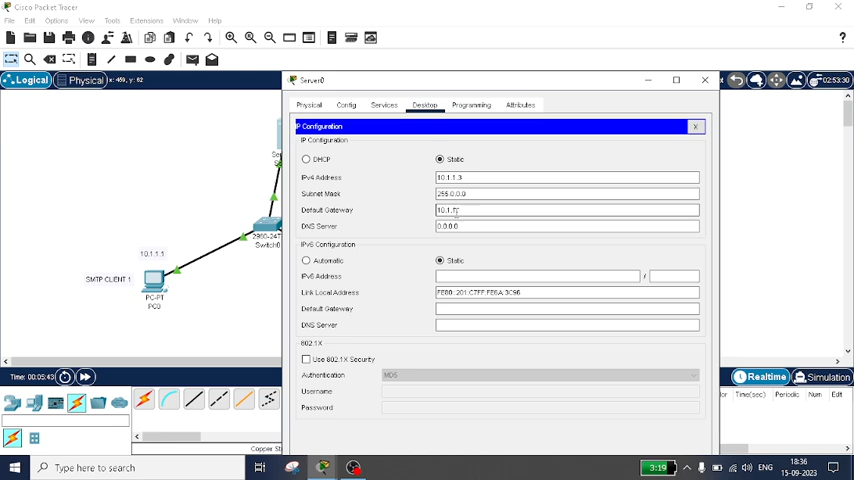 Cisco Packet Tracer
File Edit Options View Tools Extensions Window Help
Logical Physical x: 459, y: 62 02:53:30
Server0
Physical Config Services Desktop Programming Attributes
IP Configuration X
IP Configuration
DHCP Static
IPv4 Address 10.1.1.3
Subnet Mask 255.0.0.0
Default Gateway 10.1.1
DNS Server 0.0.0.0
IPv6 Configuration
Automatic Static
IPv6 Address /
Link Local Address FE80::201:C7FF:FE6A:3C96
Default Gateway
DNS Server
802.1X
Use 802.1X Security
Authentication MD5
Username
Password
Switch0
10.1.1.1
SMTP CLIENT 1
PC-PT
PC0
Time: 00:05:43 Realtime Simulation
Time(sec) Periodic Num Edit
Copper St
Type here to search 3:19 ENG 18:36
15-09-2023